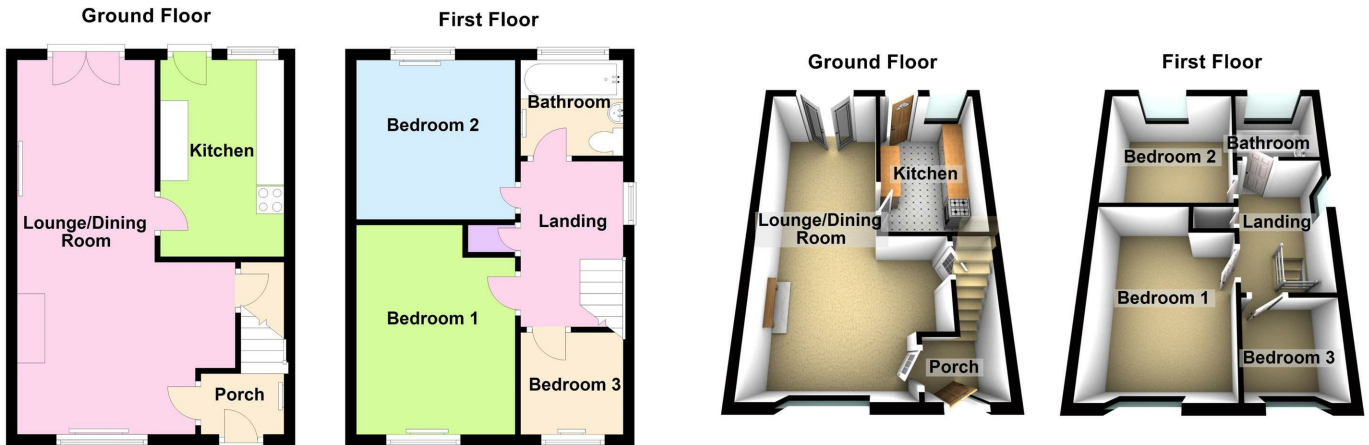 Ground Floor
Kitchen
Lounge/Dining
Room
Porch
First Floor
Bedroom 2
Bathroom
Landing
Bedroom 1
Bedroom 3
Ground Floor
Kitchen
Lounge/Dining
Room
Porch
First Floor
Bedroom 2
Bathroom
Landing
Bedroom 1
Bedroom 3